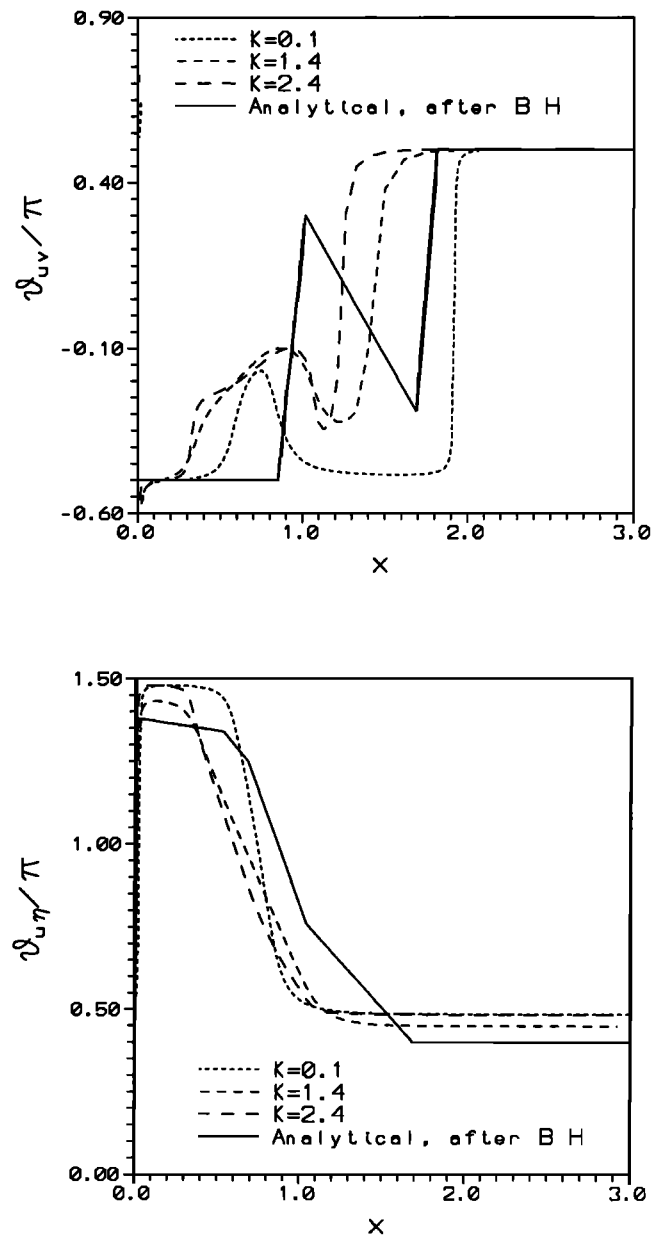 0.90
K=0.1
K=1.4
K=2.4
Analytical, after B H
0.40
ϑuv/π
-0.10
-0.60
0.0 1.0 2.0 3.0
X
1.50
1.00
ϑuη/π
0.50
K=0.1
K=1.4
K=2.4
Analytical, after B H
0.00
0.0 1.0 2.0 3.0
X